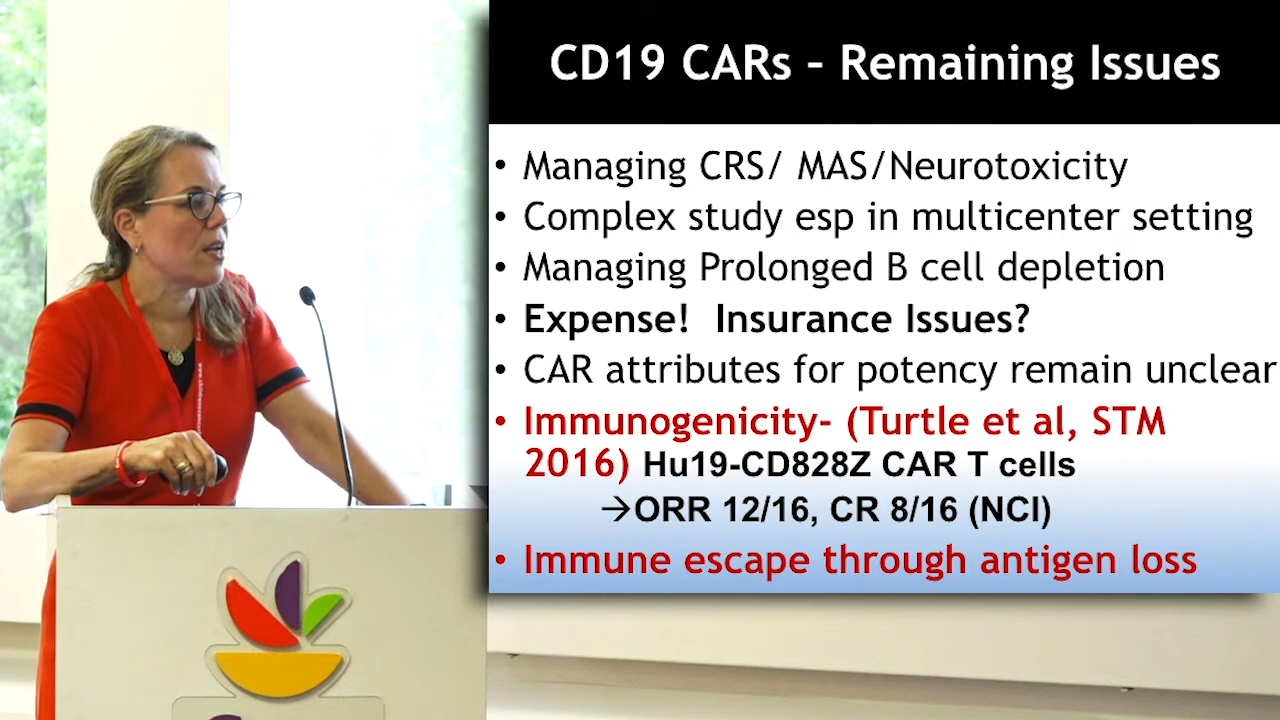 CD19 CARs – Remaining Issues
• Managing CRS/ MAS/Neurotoxicity
• Complex study esp in multicenter setting
• Managing Prolonged B cell depletion
• Expense!  Insurance Issues?
• CAR attributes for potency remain unclear
• Immunogenicity- (Turtle et al, STM
2016) Hu19-CD828Z CAR T cells
→ORR 12/16, CR 8/16 (NCI)
• Immune escape through antigen loss